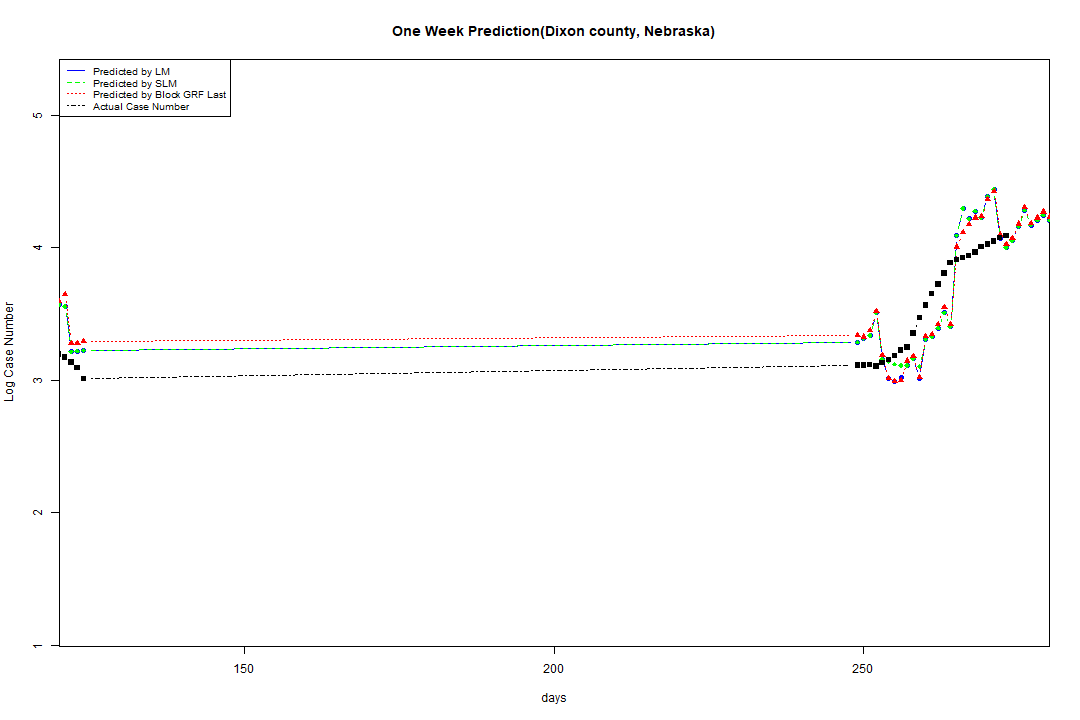 One Week Prediction(Dixon county, Nebraska)
Predicted by LM
Predicted by SLM
Predicted by Block GRF Last
Actual Case Number
5
4
3
2
1
Log Case Number
150
200
250
days